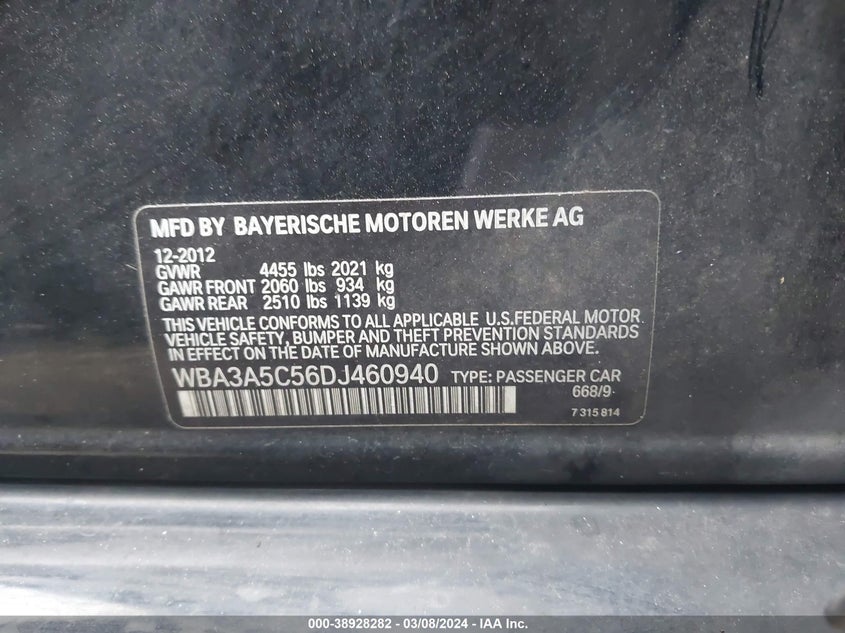 MFD BY BAYERISCHE MOTOREN WERKE AG
12-2012
GVWR 4455 lbs 2021 kg
GAWR FRONT 2060 lbs 934 kg
GAWR REAR 2510 lbs 1139 kg
THIS VEHICLE CONFORMS TO ALL APPLICABLE U.S.FEDERAL MOTOR
VEHICLE SAFETY, BUMPER AND THEFT PREVENTION STANDARDS
IN EFFECT ON THE DATE OF MANUFACTURE SHOWN ABOVE.
WBA3A5C56DJ460940 TYPE: PASSENGER CAR
668/9
7 315 814
000-38928282 - 03/08/2024 - IAA Inc.